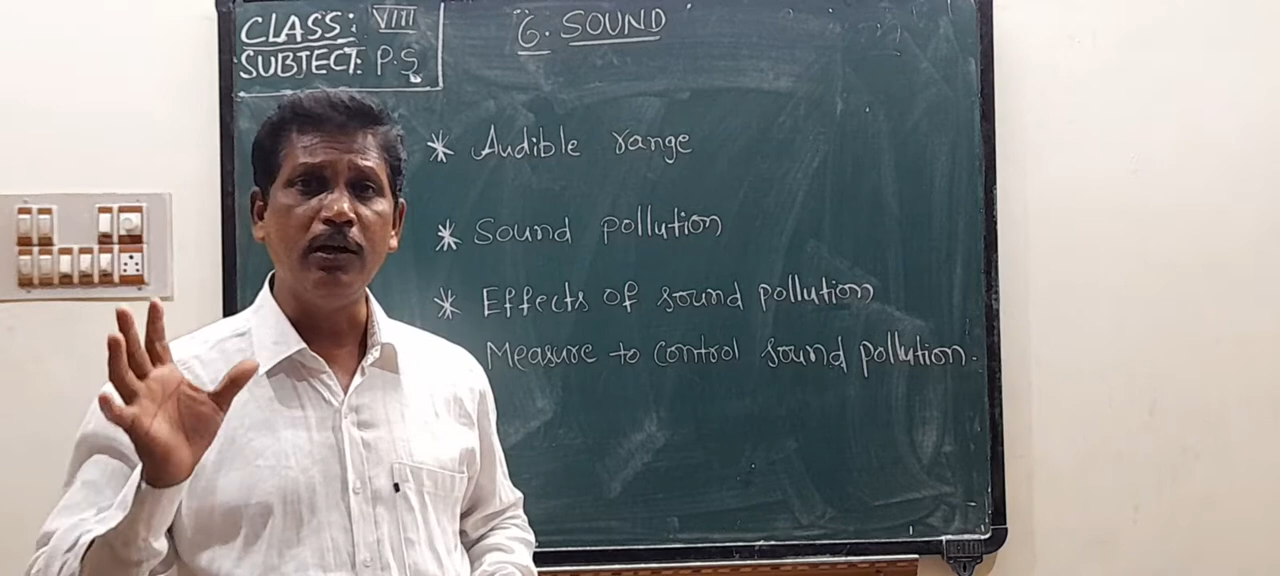 CLASS: VIII
SUBJECT: P.S
6. SOUND
* Audible range
* Sound pollution
* Effects of sound pollution
Measure to control sound pollution.